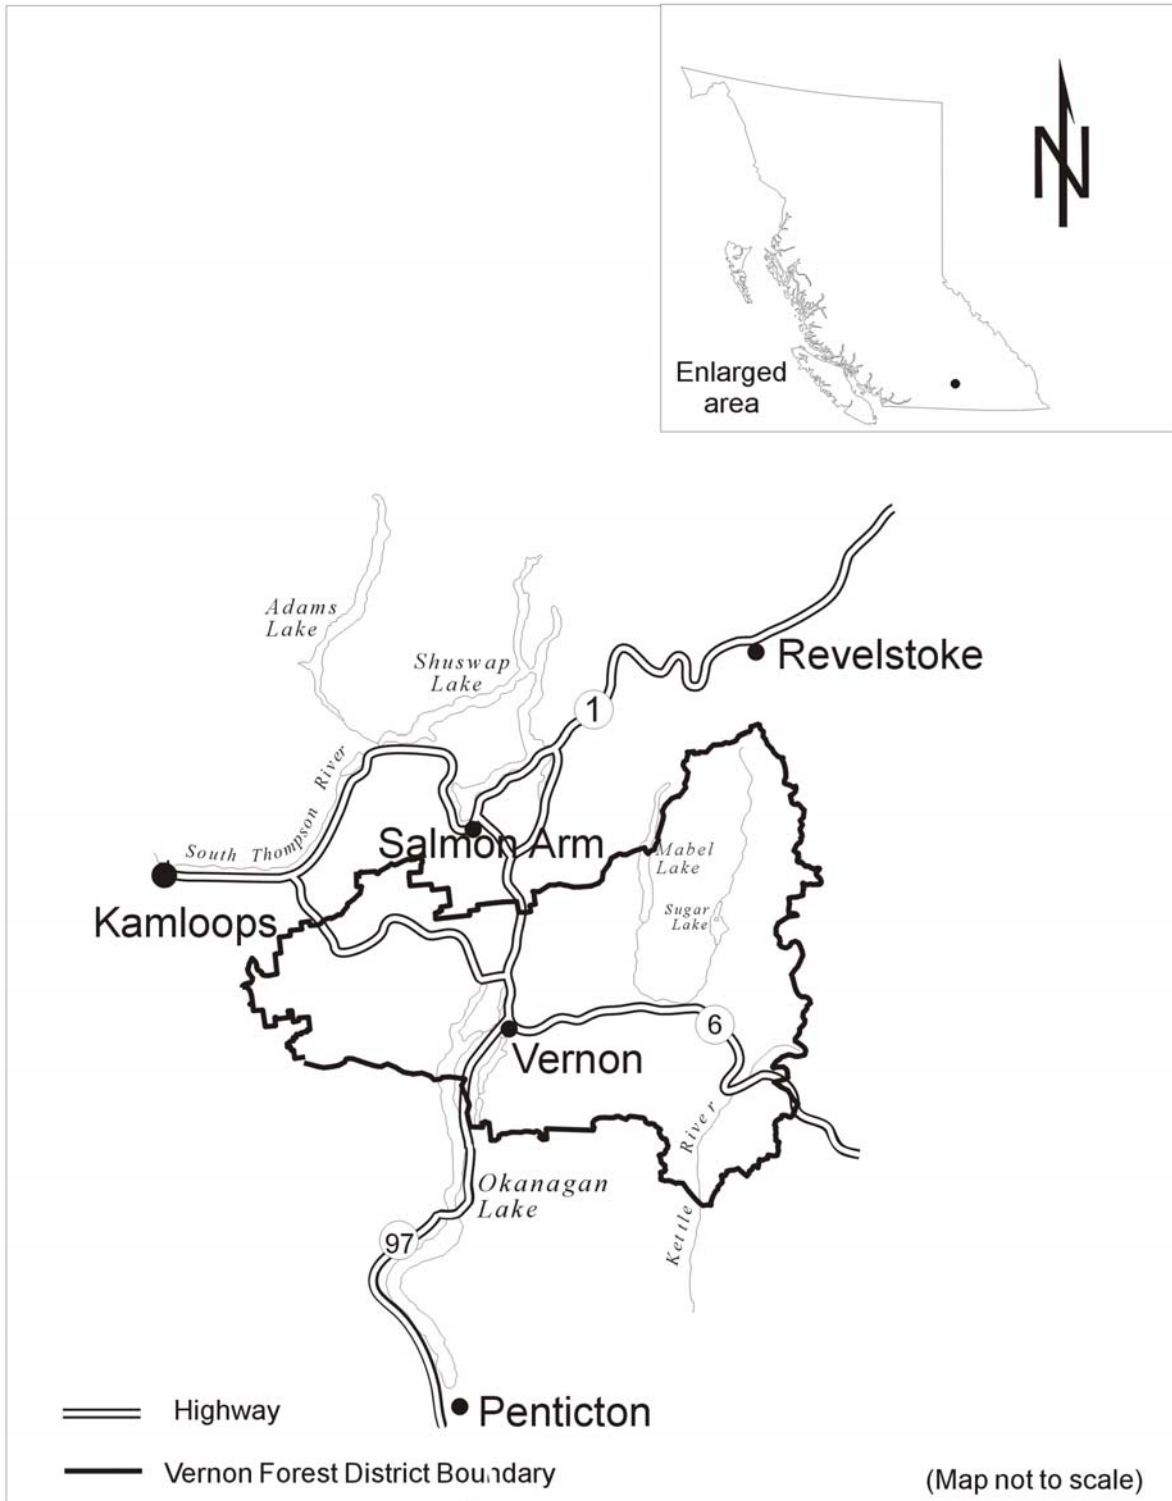 N
Enlarged
area
Adams
Lake
Shuswap
Lake
Revelstoke
1
South Thompson River
Salmon Arm
Mabel
Lake
Kamloops
Sugar
Lake
6
Vernon
Kettle River
Okanagan
Lake
97
Highway
Penticton
Vernon Forest District Boundary
(Map not to scale)